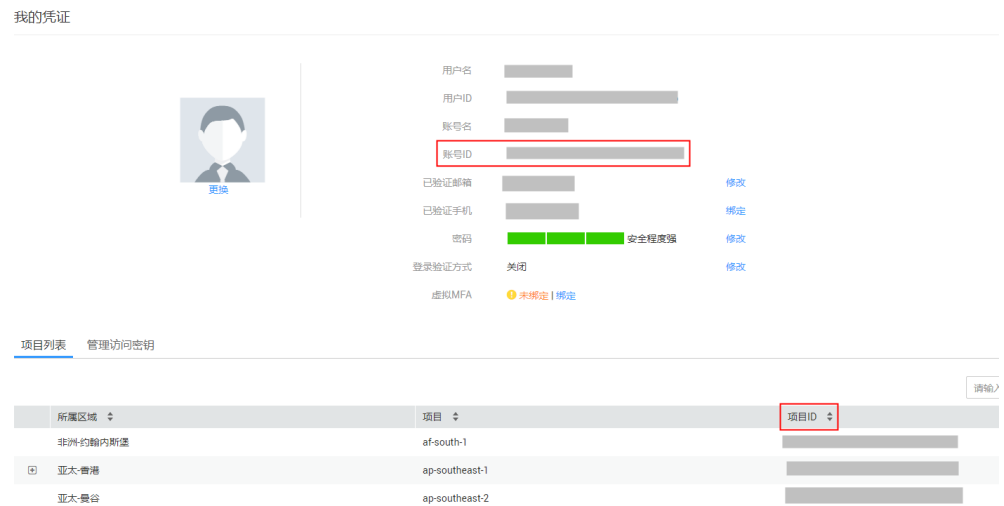 我的凭证
用户名
用户ID
账号名
账号ID
更换
已验证邮箱 修改
已验证手机 绑定
密码 安全程度强 修改
登录验证方式 关闭 修改
虚拟MFA 未绑定 | 绑定
项目列表 管理访问密钥
请输入
所属区域 项目 项目ID
非洲-约翰内斯堡 af-south-1
亚太-香港 ap-southeast-1
亚太-曼谷 ap-southeast-2